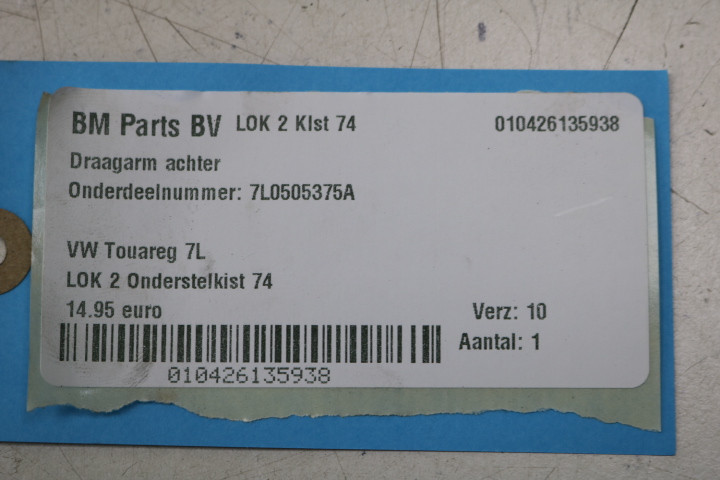 BM Parts BV LOK 2 KIst 74 010426135938
Draagarm achter
Onderdeelnummer: 7L0505375A
VW Touareg 7L
LOK 2 Onderstelkist 74
14.95 euro Verz: 10
Aantal: 1
010426135938